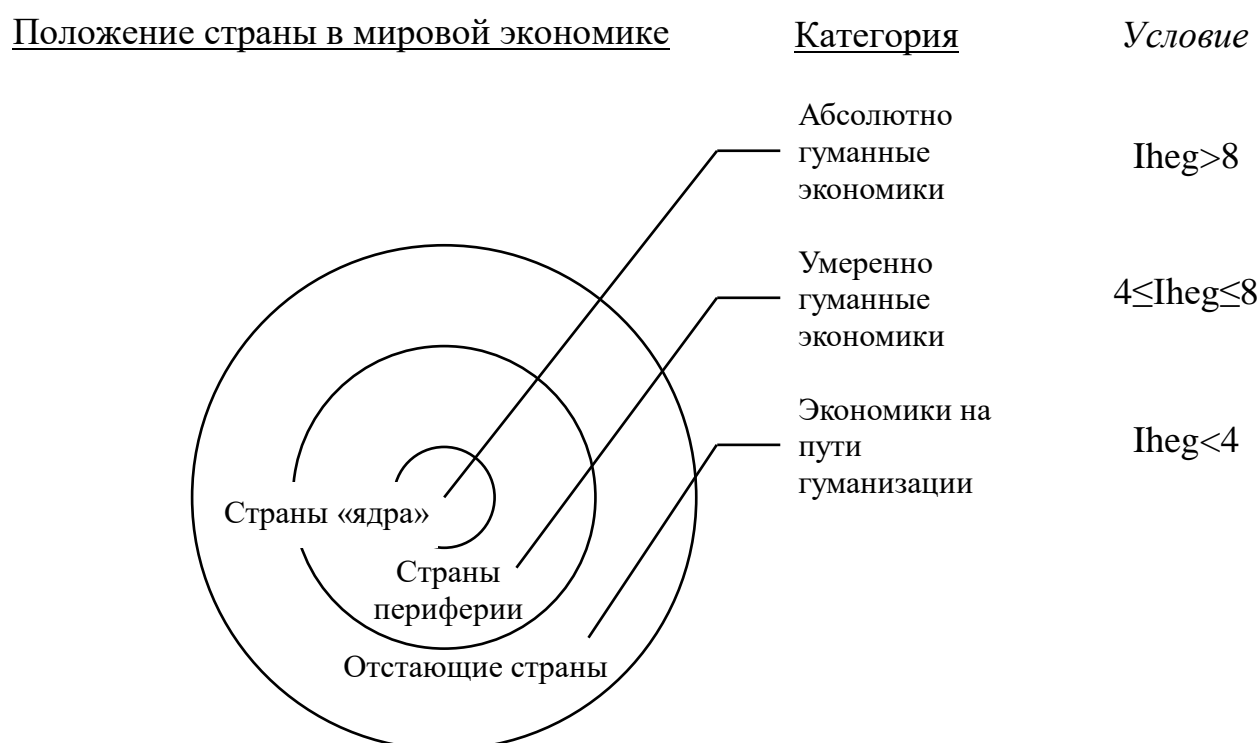 Положение страны в мировой экономике
Категория
Условие
Абсолютно
гуманные
экономики
Iheg>8
Умеренно
гуманные
экономики
4≤Iheg≤8
Экономики на
пути
гуманизации
Iheg<4
Страны «ядра»
Страны
периферии
Отстающие страны